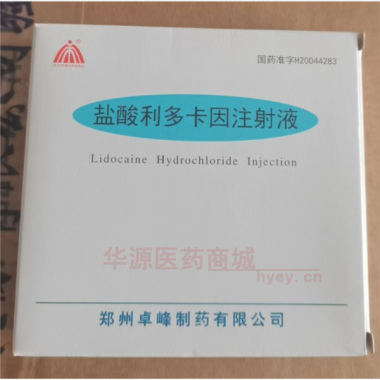 国药准字H20044283
盐酸利多卡因注射液
Lidocaine Hydrochloride Injection
华源医药商城
hyey.cn
郑州卓峰制药有限公司